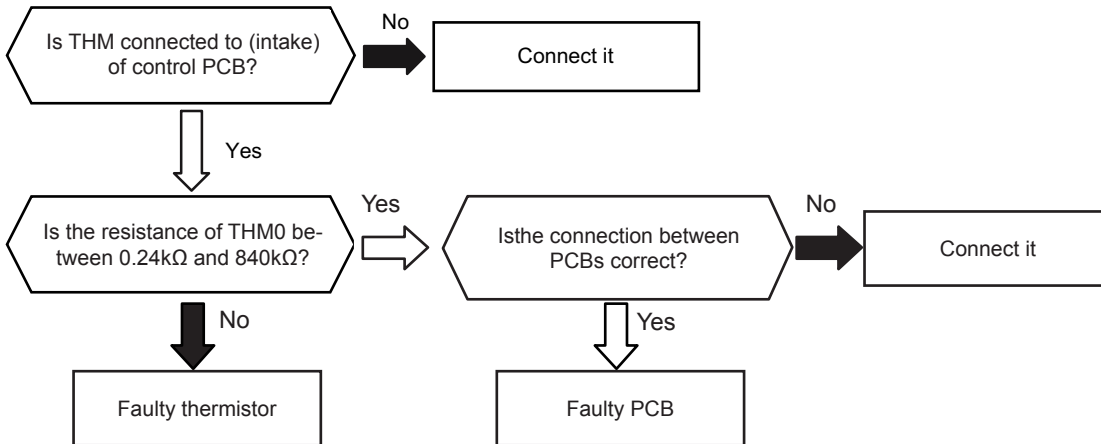 Is THM connected to (intake)
of control PCB?
No
Connect it
Yes
Is the resistance of THM0 be-
tween 0.24kΩ and 840kΩ?
Yes
Isthe connection between
PCBs correct?
No
Connect it
No
Yes
Faulty thermistor
Faulty PCB